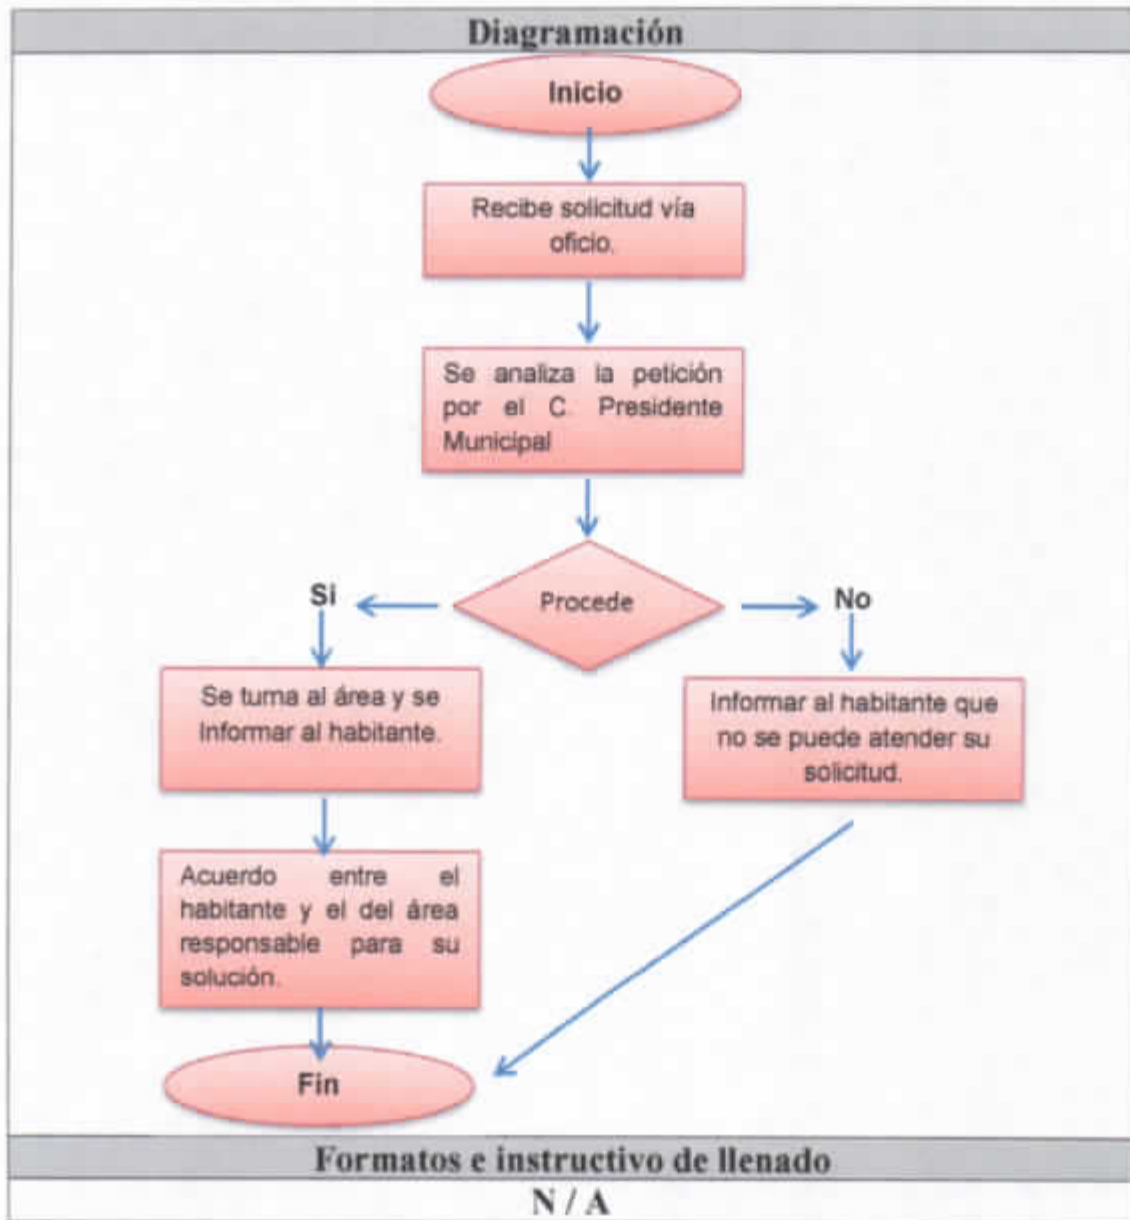 Diagramación
Inicio
Recibe solicitud vía
oficio.
Se analiza la petición
por el C. Presidente
Municipal
Procede
Si
No
Se turna al área y se
Informar al habitante.
Informar al habitante que
no se puede atender su
solicitud.
Acuerdo entre el
habitante y el del área
responsable para su
solución.
Fin
Formatos e instructivo de llenado
N / A